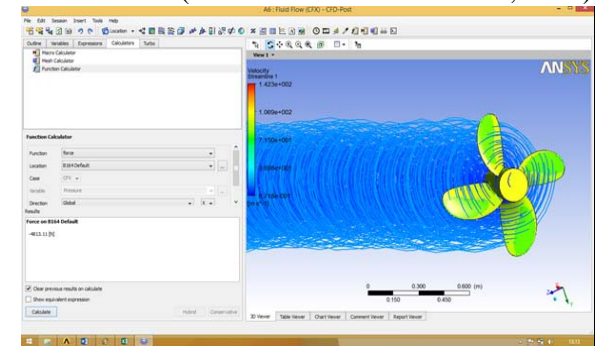 A6 : Fluid Flow (CFX) - CFD-Post
File Edit Session Insert Tools Help
Location
Outline Variables Expressions Calculators Turbo
Macro Calculator
Mesh Calculator
Function Calculator
Function Calculator
Function force
Location B164 Default
Case CFX
Variable Pressure
Direction Global X
Results
Force on B164 Default
-4613.11 [N]
Clear previous results on calculate
Show equivalent expression
Calculate Hybrid Conservative
View 1
Velocity
Streamline 1
1.423e+002
1.069e+002
ANSYS
0 0.300 0.600 (m)
0.150 0.450
3D Viewer Table Viewer Chart Viewer Comment Viewer Report Viewer